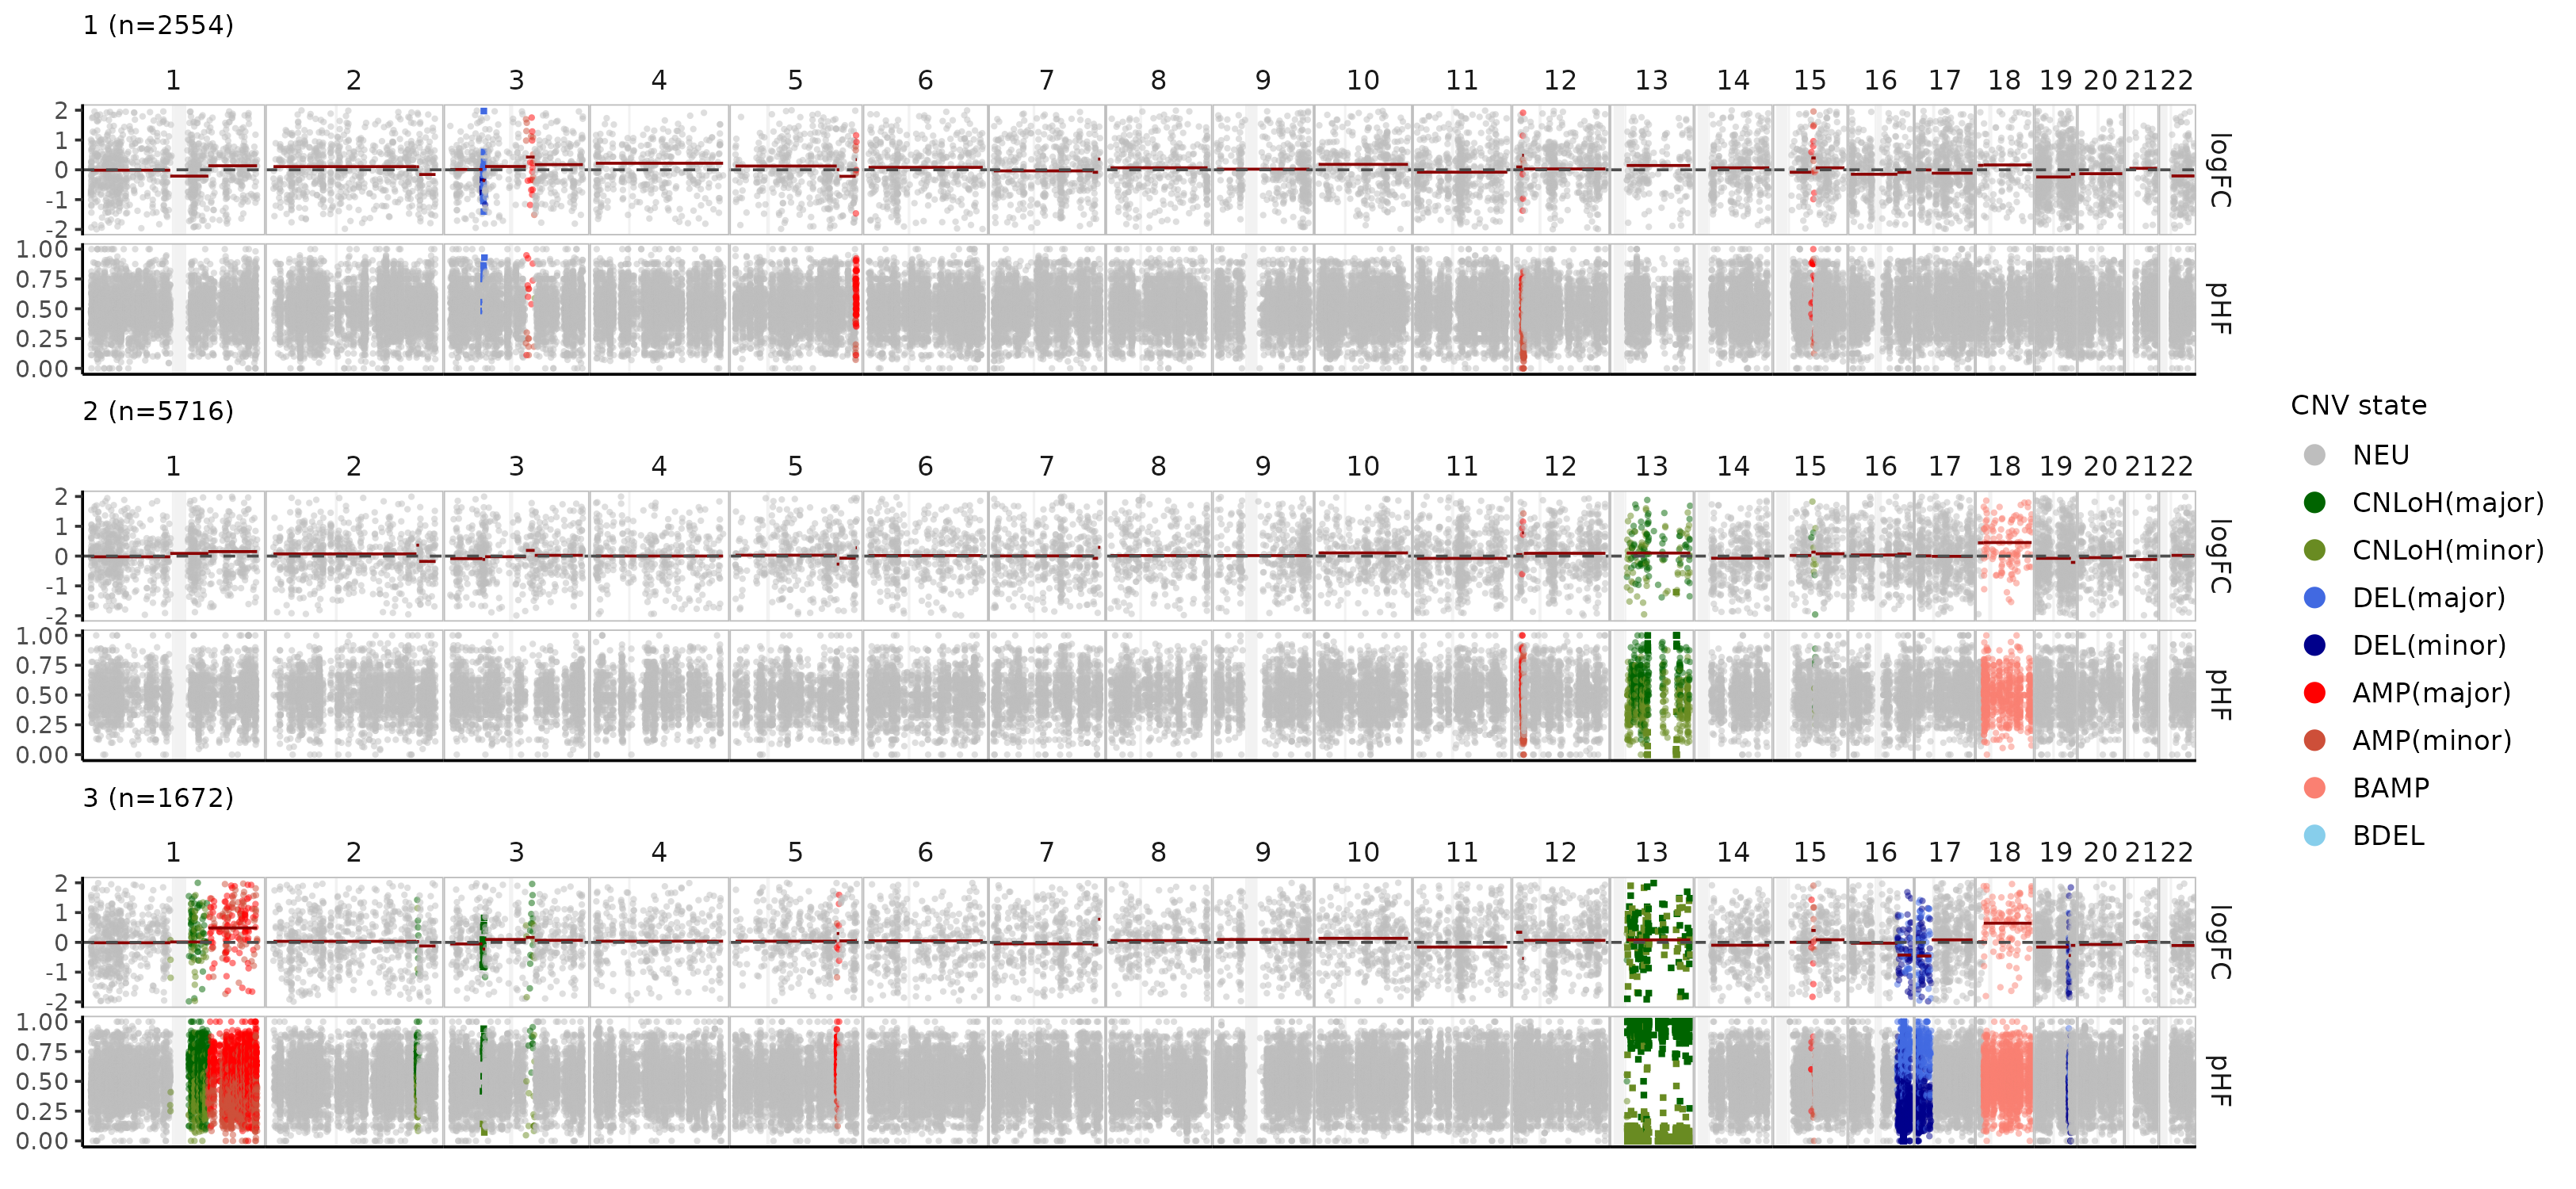 1 (n=2554)
1 2 3 4 5 6 7 8 9 10 11 12 13 14 15 16 17 18 19 20 21 22
2
1
0
-1
-2
logFC
1.00
0.75
0.50
0.25
0.00
pHF
2 (n=5716)
1 2 3 4 5 6 7 8 9 10 11 12 13 14 15 16 17 18 19 20 21 22
2
1
0
-1
-2
logFC
1.00
0.75
0.50
0.25
0.00
pHF
3 (n=1672)
1 2 3 4 5 6 7 8 9 10 11 12 13 14 15 16 17 18 19 20 21 22
2
1
0
-1
-2
logFC
1.00
0.75
0.50
0.25
0.00
pHF
CNV state
NEU
CNLoH(major)
CNLoH(minor)
DEL(major)
DEL(minor)
AMP(major)
AMP(minor)
BAMP
BDEL